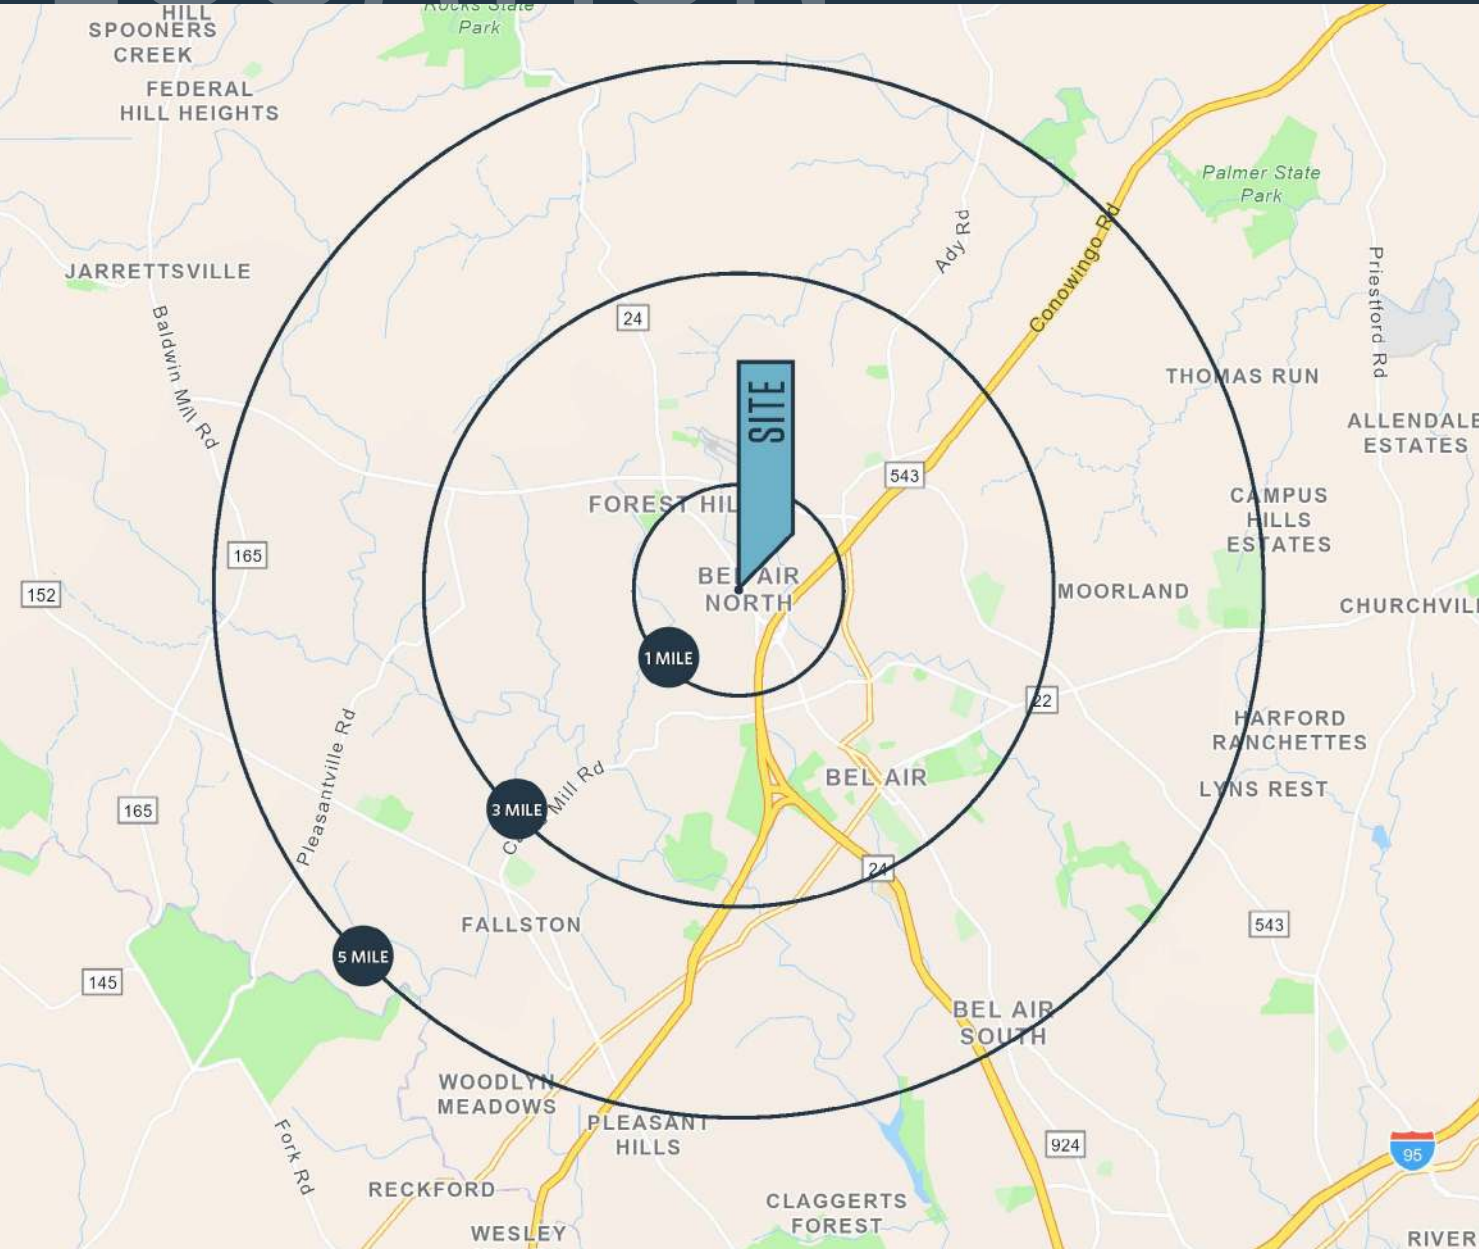 HILL
SPOONERS
CREEK
Rocks State
Park
FEDERAL
HILL HEIGHTS
Palmer State
Park
JARRETTSVILLE
Ady Rd
Conowingo Rd
Priestford Rd
Baldwin Mill Rd
24
SITE
THOMAS RUN
ALLENDALE
ESTATES
543
FOREST HIL
CAMPUS
HILLS
ESTATES
165
BEL AIR
NORTH
152
MOORLAND
CHURCHVIL
1 MILE
22
HARFORD
RANCHETTES
Pleasantville Rd
Mill Rd
BEL AIR
LYNS REST
165
3 MILE
24
FALLSTON
543
5 MILE
145
BEL AIR
SOUTH
WOODLYN
MEADOWS
PLEASANT
HILLS
Fork Rd
924
95
RECKFORD
CLAGGERTS
FOREST
WESLEY
RIVER